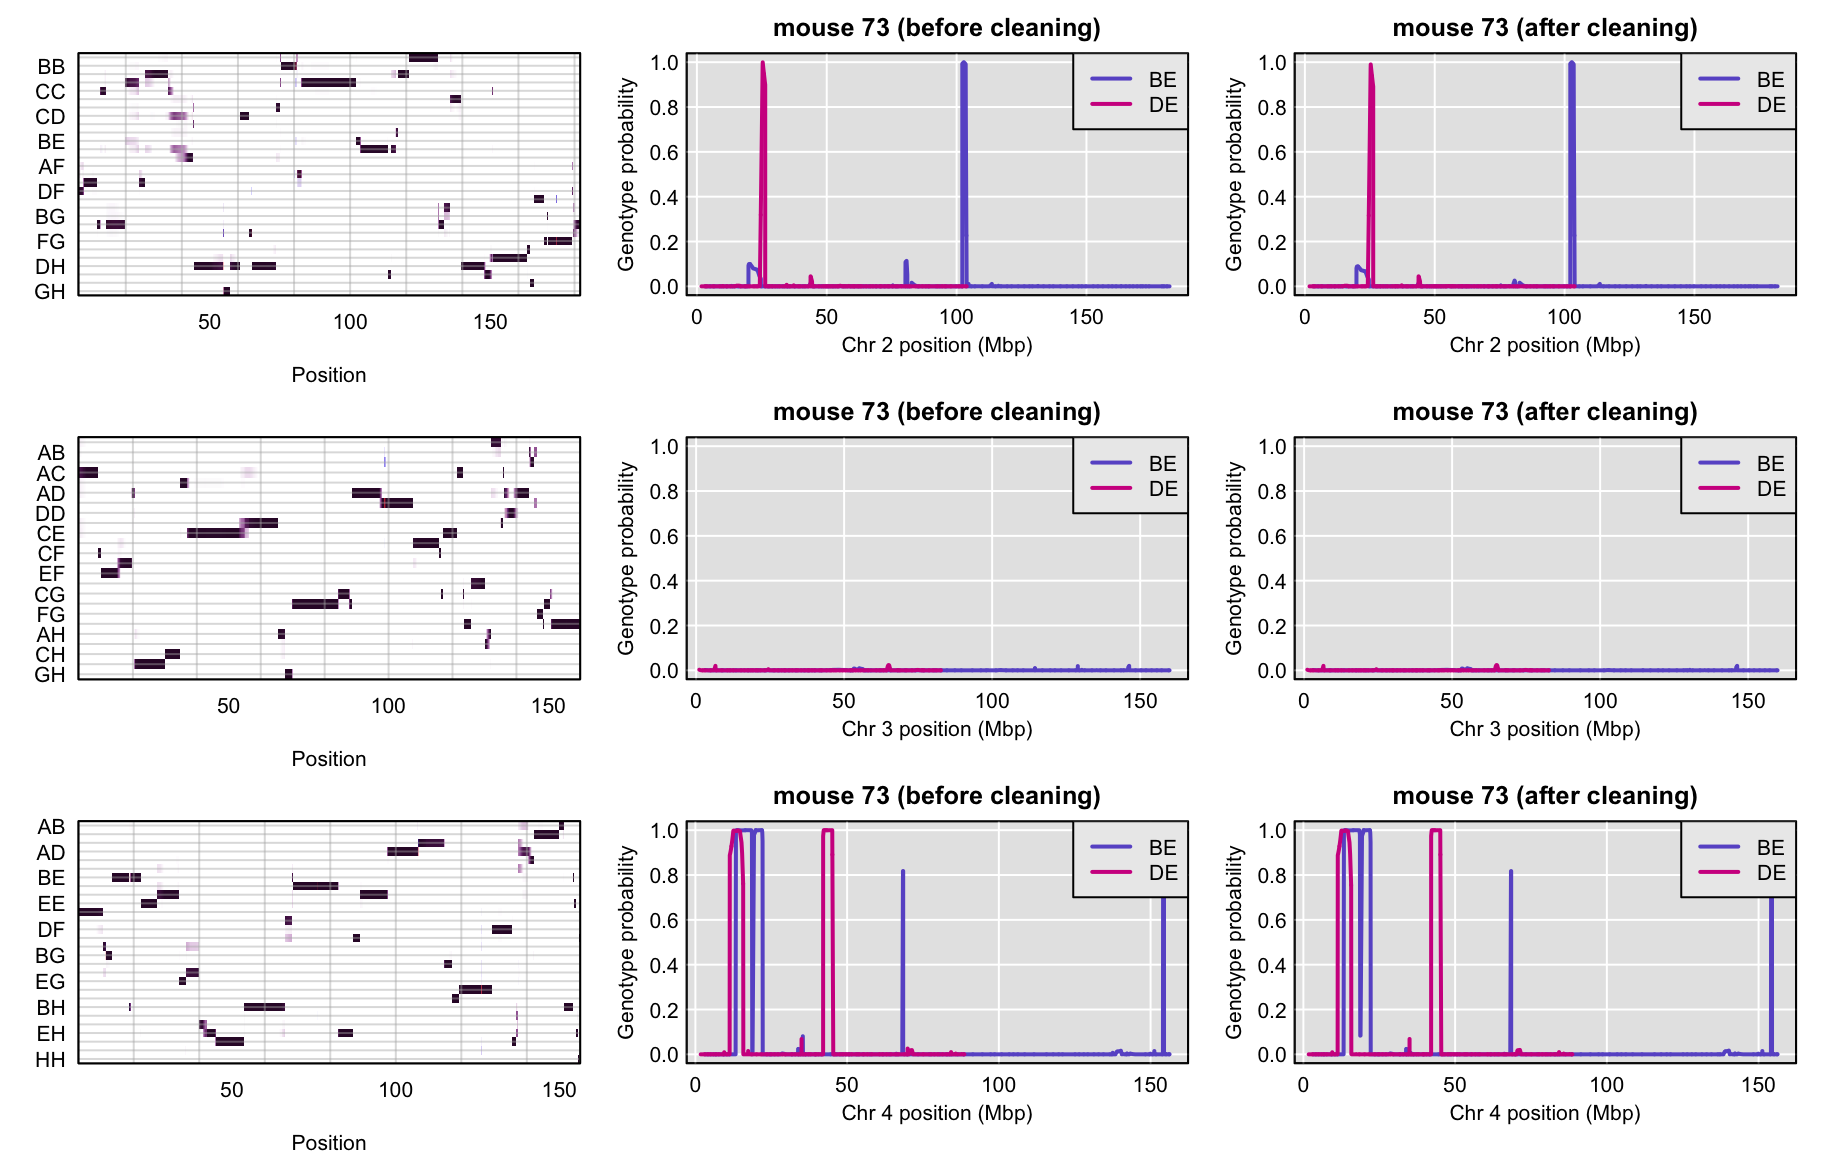 mouse 73 (before cleaning)
mouse 73 (after cleaning)
BB
CC
CD
BE
AF
DF
BG
FG
DH
GH
50 100 150
Position
Genotype probability
1.0
0.8
0.6
0.4
0.2
0.0
BE
DE
0 50 100 150
Chr 2 position (Mbp)
Genotype probability
1.0
0.8
0.6
0.4
0.2
0.0
BE
DE
0 50 100 150
Chr 2 position (Mbp)
mouse 73 (before cleaning)
mouse 73 (after cleaning)
AB
AC
AD
DD
CE
CF
EF
CG
FG
AH
CH
GH
50 100 150
Position
Genotype probability
1.0
0.8
0.6
0.4
0.2
0.0
BE
DE
0 50 100 150
Chr 3 position (Mbp)
Genotype probability
1.0
0.8
0.6
0.4
0.2
0.0
BE
DE
0 50 100 150
Chr 3 position (Mbp)
mouse 73 (before cleaning)
mouse 73 (after cleaning)
AB
AD
BE
EE
DF
BG
EG
BH
EH
HH
50 100 150
Position
Genotype probability
1.0
0.8
0.6
0.4
0.2
0.0
BE
DE
0 50 100 150
Chr 4 position (Mbp)
Genotype probability
1.0
0.8
0.6
0.4
0.2
0.0
BE
DE
0 50 100 150
Chr 4 position (Mbp)